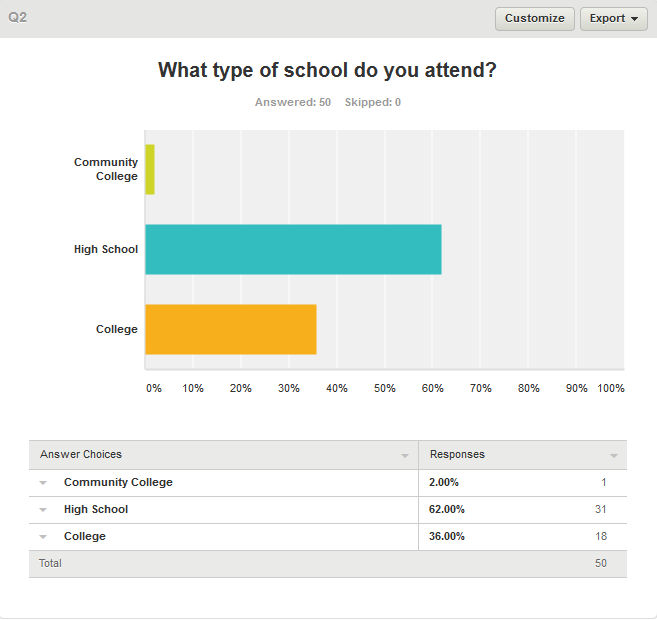 Q2
Customize
Export
What type of school do you attend?
Answered: 50 Skipped: 0
Community
College
High School
College
0% 10% 20% 30% 40% 50% 60% 70% 80% 90% 100%
Answer Choices Responses
Community College 2.00% 1
High School 62.00% 31
College 36.00% 18
Total 50